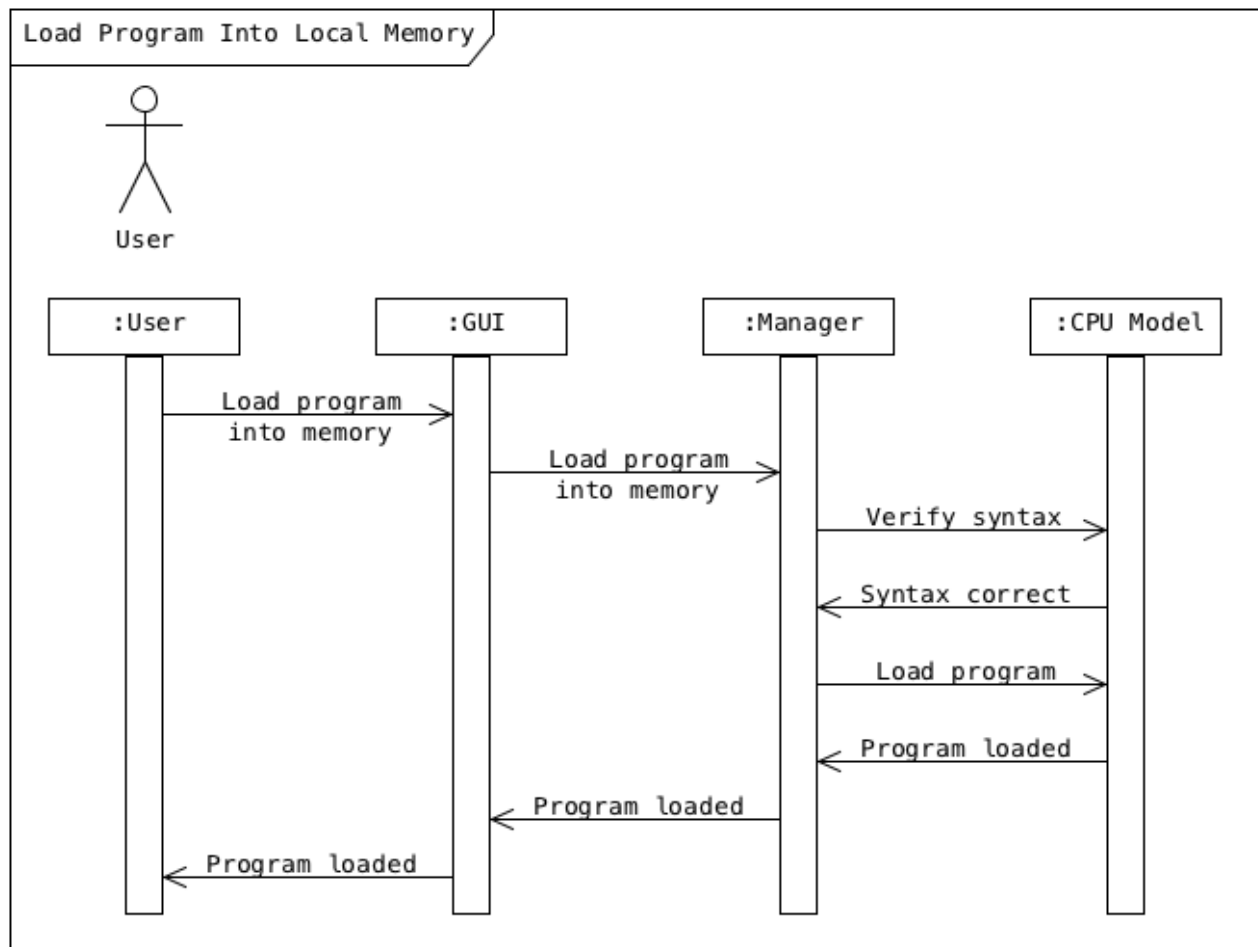 Load Program Into Local Memory
User
:User
:GUI
:Manager
:CPU Model
Load program
into memory
Load program
into memory
Verify syntax
Syntax correct
Load program
Program loaded
Program loaded
Program loaded